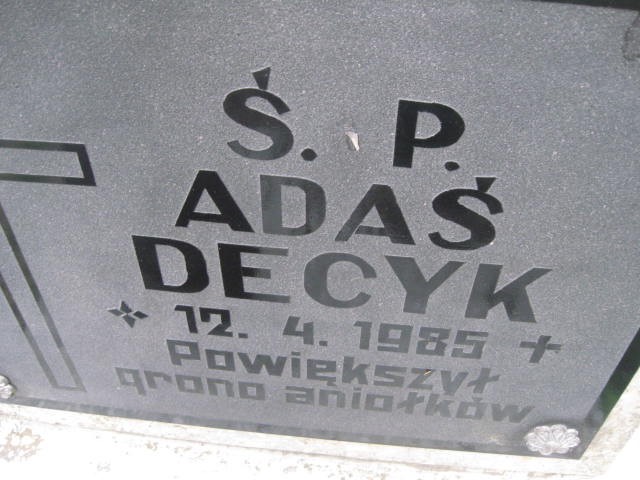 Ś. P.
ADAŚ
DECYK
* 12. 4. 1985 +
Powiększył
grono aniołków